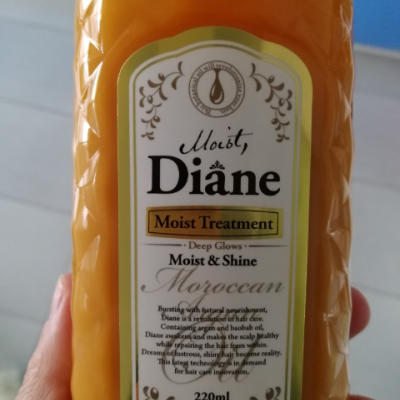 Moist,
Diane
Moist Treatment
Deep Glows
Moist & Shine
Moroccan
Oil
Bursting with natural nourishment,
Diane is a revolution in hair care.
Containing argan and baobab oil,
Diane awakens and makes the scalp healthy
while repairing the hair from within.
Dreams of lustrous, shiny hair become reality.
This latest technology is in demand
for hair care innovation.
220ml